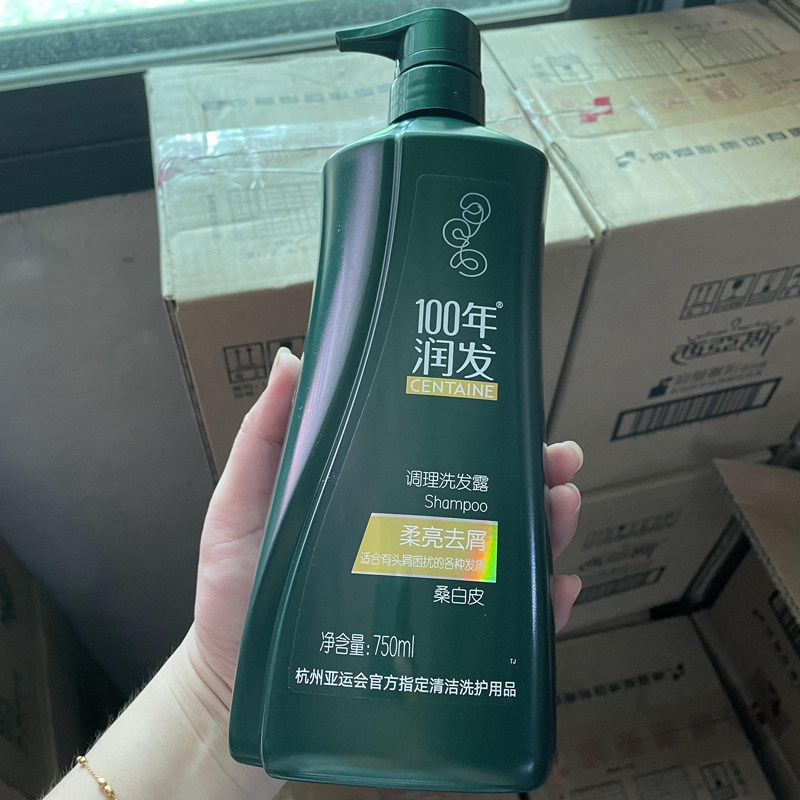 100年®
润发
CENTAINE
调理洗发露
Shampoo
柔亮去屑
适合有头屑困扰的各种发质
桑白皮
净含量:750ml
TJ
杭州亚运会官方指定清洁洗护用品